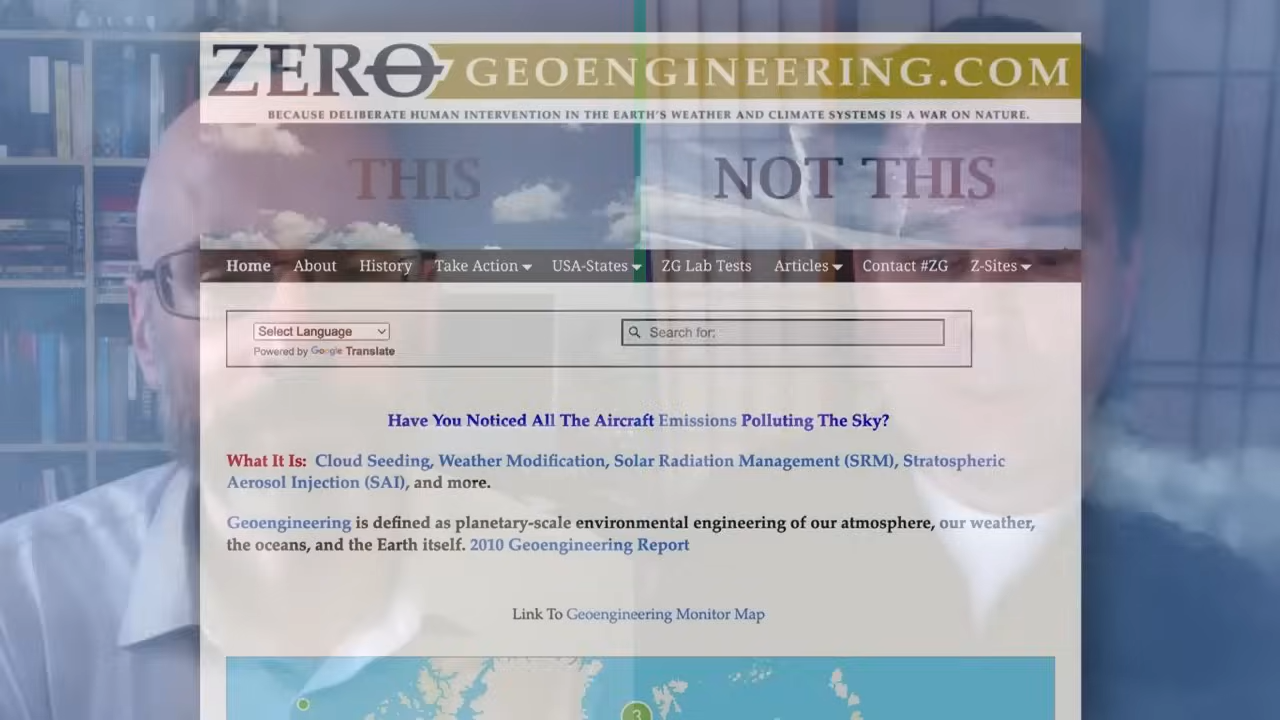 ZERO GEOENGINEERING.COM
BECAUSE DELIBERATE HUMAN INTERVENTION IN THE EARTH'S WEATHER AND CLIMATE SYSTEMS IS A WAR ON NATURE.
THIS NOT THIS
Home About History Take Action USA-States ZG Lab Tests Articles Contact #ZG Z-Sites
Select Language Search for:
Powered by Google Translate
Have You Noticed All The Aircraft Emissions Polluting The Sky?
What It Is: Cloud Seeding, Weather Modification, Solar Radiation Management (SRM), Stratospheric
Aerosol Injection (SAI), and more.
Geoengineering is defined as planetary-scale environmental engineering of our atmosphere, our weather,
the oceans, and the Earth itself. 2010 Geoengineering Report
Link To Geoengineering Monitor Map
3